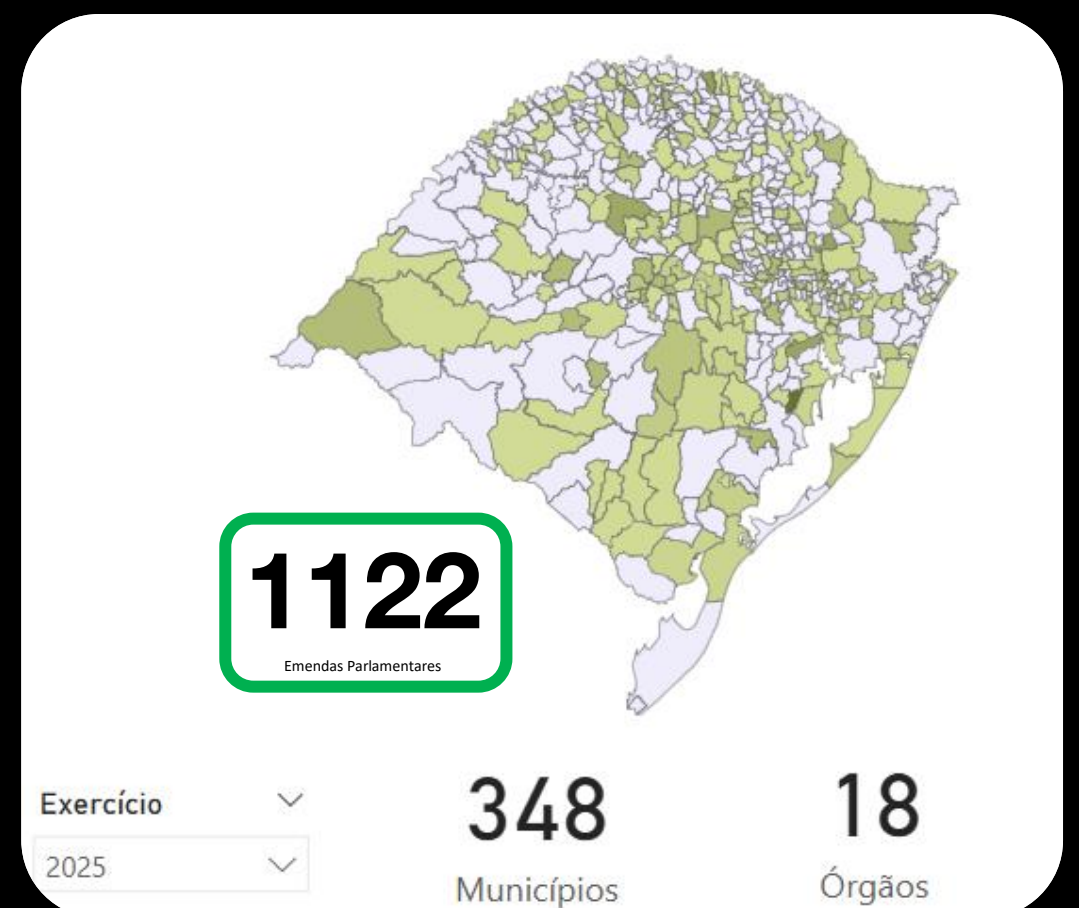 1122
Emendas Parlamentares
Exercício
2025
348
Municípios
18
Órgãos